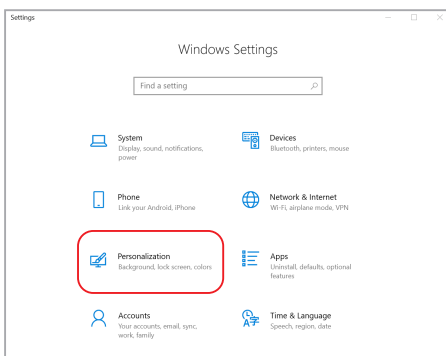 Settings
Windows Settings
Find a setting
System
Display, sound, notifications,
power
Devices
Bluetooth, printers, mouse
Phone
Link your Android, iPhone
Network & Internet
Wi-Fi, airplane mode, VPN
Personalization
Background, lock screen, colors
Apps
Uninstall, defaults, optional
features
Accounts
Your accounts, email, sync,
work, family
Time & Language
Speech, region, date